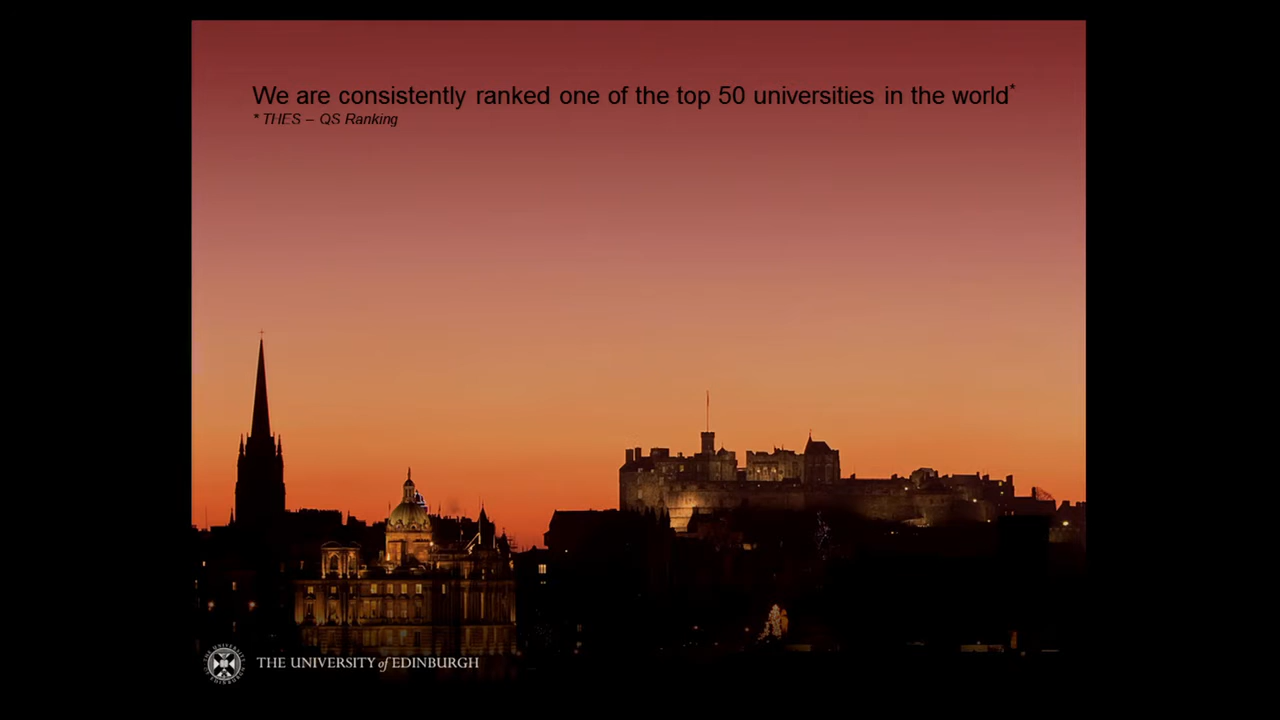 We are consistently ranked one of the top 50 universities in the world*
* THES – QS Ranking
THE UNIVERSITY of EDINBURGH